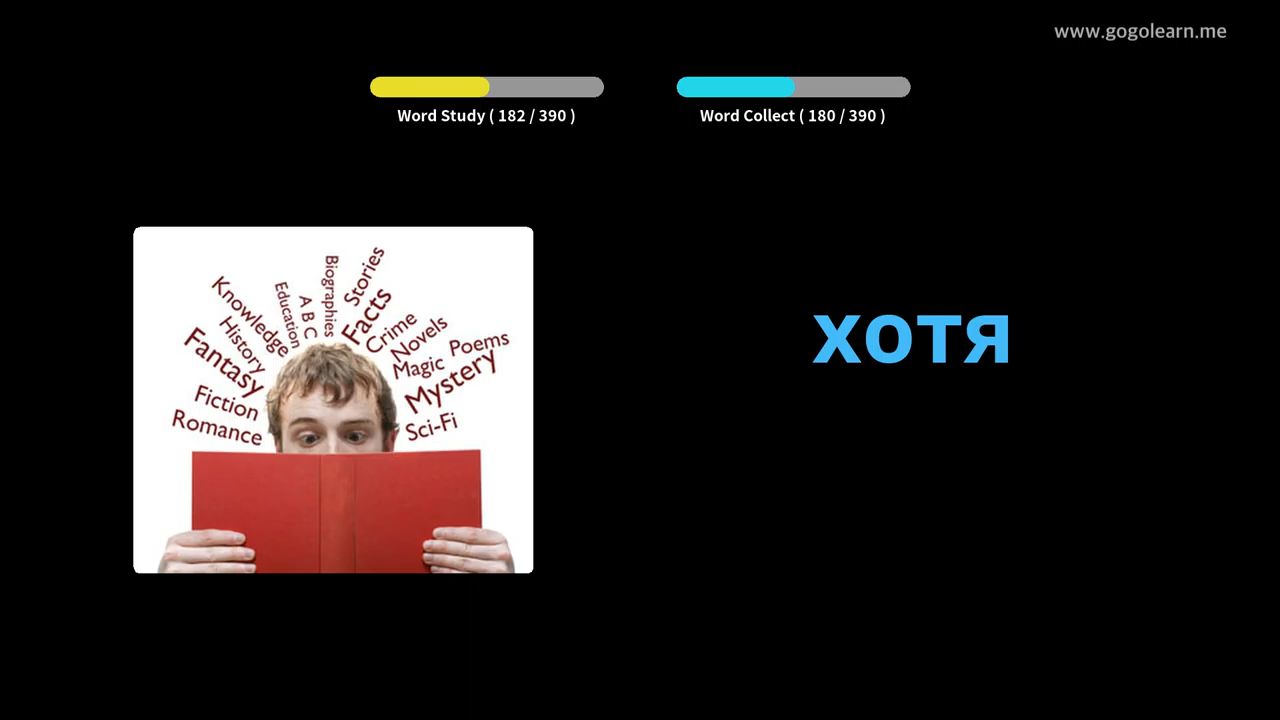 www.gogolearn.me
Word Study ( 182 / 390 )
Word Collect ( 180 / 390 )
Biographies
Stories
Education
A B C
Facts
Knowledge
Crime
History
Novels
Fantasy
Magic
Poems
Mystery
Fiction
Romance
Sci-Fi
хотя